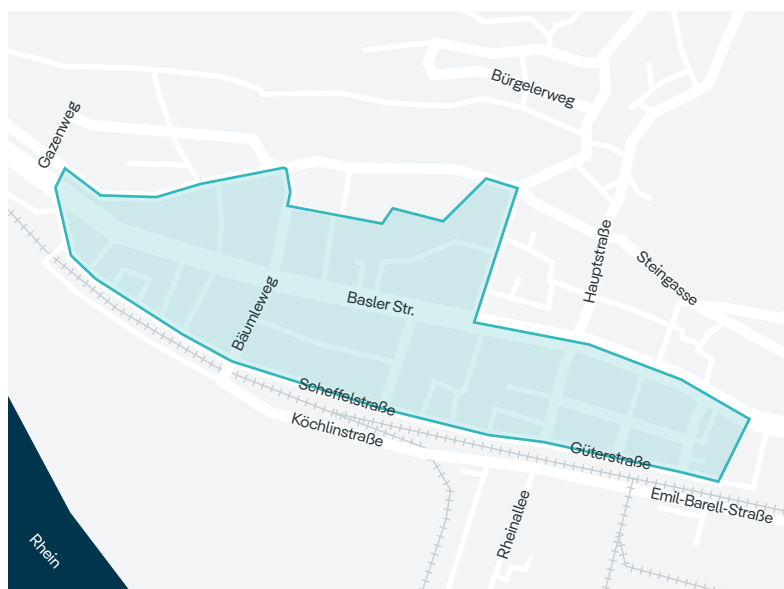 Bürgelerweg
Gazenweg
Hauptstraße
Steingasse
Bäumleweg
Basler Str.
Scheffelstraße
Köchlinstraße
Güterstraße
Emil-Barell-Straße
Rheinallee
Rhein